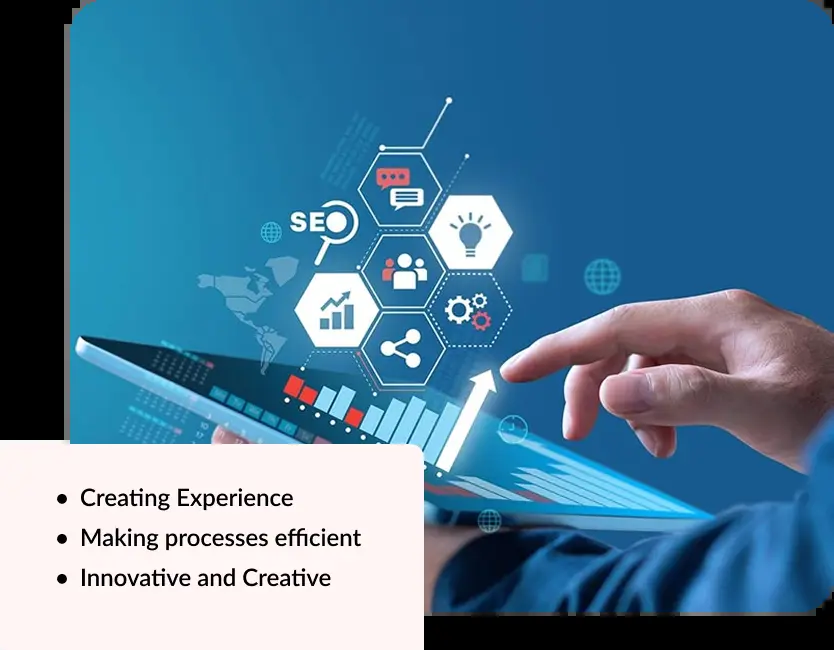 SEO
• Creating Experience
• Making processes efficient
• Innovative and Creative